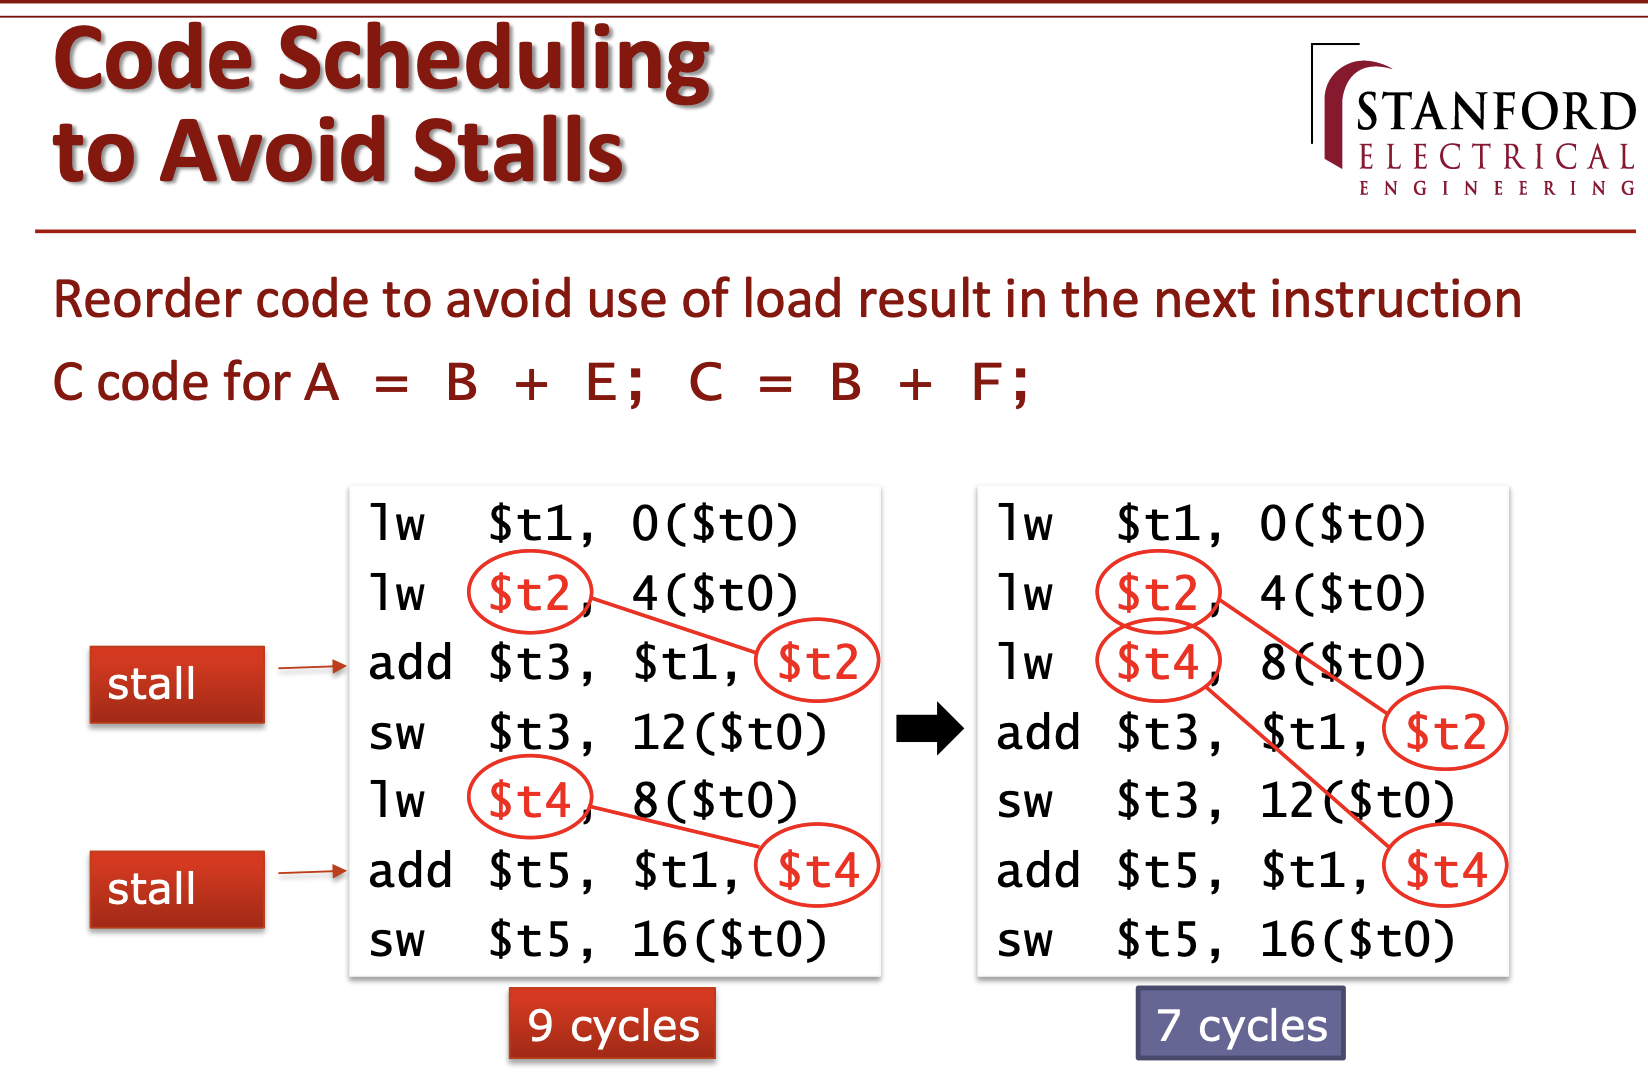 Code Scheduling
to Avoid Stalls
STANFORD
ELECTRICAL
ENGINEERING
Reorder code to avoid use of load result in the next instruction
C code for A = B + E; C = B + F;
lw $t1, 0($t0)
lw $t2, 4($t0)
add $t3, $t1, $t2
sw $t3, 12($t0)
lw $t4, 8($t0)
add $t5, $t1, $t4
sw $t5, 16($t0)
stall
stall
9 cycles
lw $t1, 0($t0)
lw $t2, 4($t0)
lw $t4, 8($t0)
add $t3, $t1, $t2
sw $t3, 12($t0)
add $t5, $t1, $t4
sw $t5, 16($t0)
7 cycles